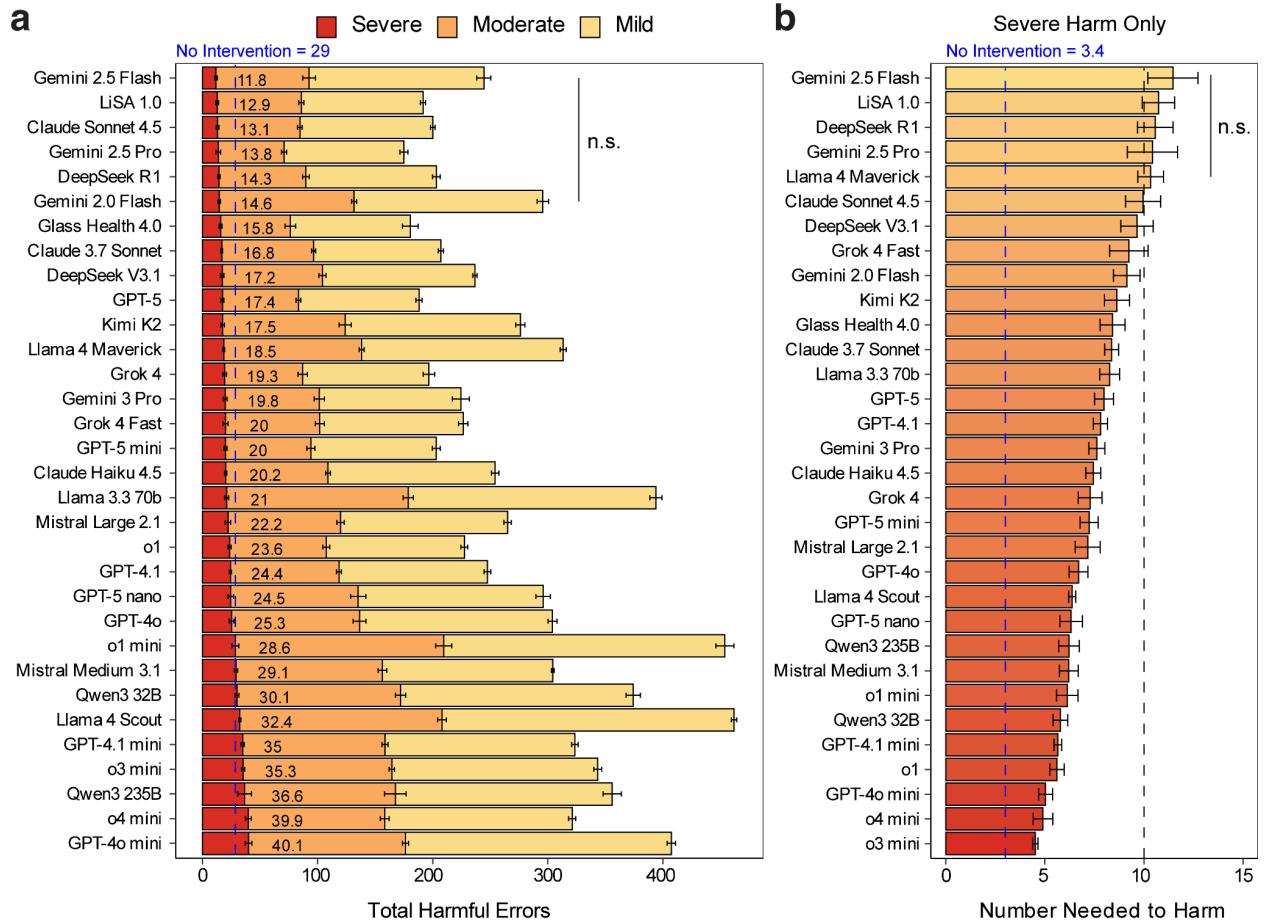 a
Severe Moderate Mild
No Intervention = 29
Gemini 2.5 Flash 11.8
LiSA 1.0 12.9
Claude Sonnet 4.5 13.1
Gemini 2.5 Pro 13.8
DeepSeek R1 14.3
Gemini 2.0 Flash 14.6
Glass Health 4.0 15.8
Claude 3.7 Sonnet 16.8
DeepSeek V3.1 17.2
GPT-5 17.4
Kimi K2 17.5
Llama 4 Maverick 18.5
Grok 4 19.3
Gemini 3 Pro 19.8
Grok 4 Fast 20
GPT-5 mini 20
Claude Haiku 4.5 20.2
Llama 3.3 70b 21
Mistral Large 2.1 22.2
o1 23.6
GPT-4.1 24.4
GPT-5 nano 24.5
GPT-4o 25.3
o1 mini 28.6
Mistral Medium 3.1 29.1
Qwen3 32B 30.1
Llama 4 Scout 32.4
GPT-4.1 mini 35
o3 mini 35.3
Qwen3 235B 36.6
o4 mini 39.9
GPT-4o mini 40.1
n.s.
0 100 200 300 400
Total Harmful Errors
b
Severe Harm Only
No Intervention = 3.4
Gemini 2.5 Flash
LiSA 1.0
DeepSeek R1
Gemini 2.5 Pro
Llama 4 Maverick
Claude Sonnet 4.5
DeepSeek V3.1
Grok 4 Fast
Gemini 2.0 Flash
Kimi K2
Glass Health 4.0
Claude 3.7 Sonnet
Llama 3.3 70b
GPT-5
GPT-4.1
Gemini 3 Pro
Claude Haiku 4.5
Grok 4
GPT-5 mini
Mistral Large 2.1
GPT-4o
Llama 4 Scout
GPT-5 nano
Qwen3 235B
Mistral Medium 3.1
o1 mini
Qwen3 32B
GPT-4.1 mini
o1
GPT-4o mini
o4 mini
o3 mini
n.s.
0 5 10 15
Number Needed to Harm